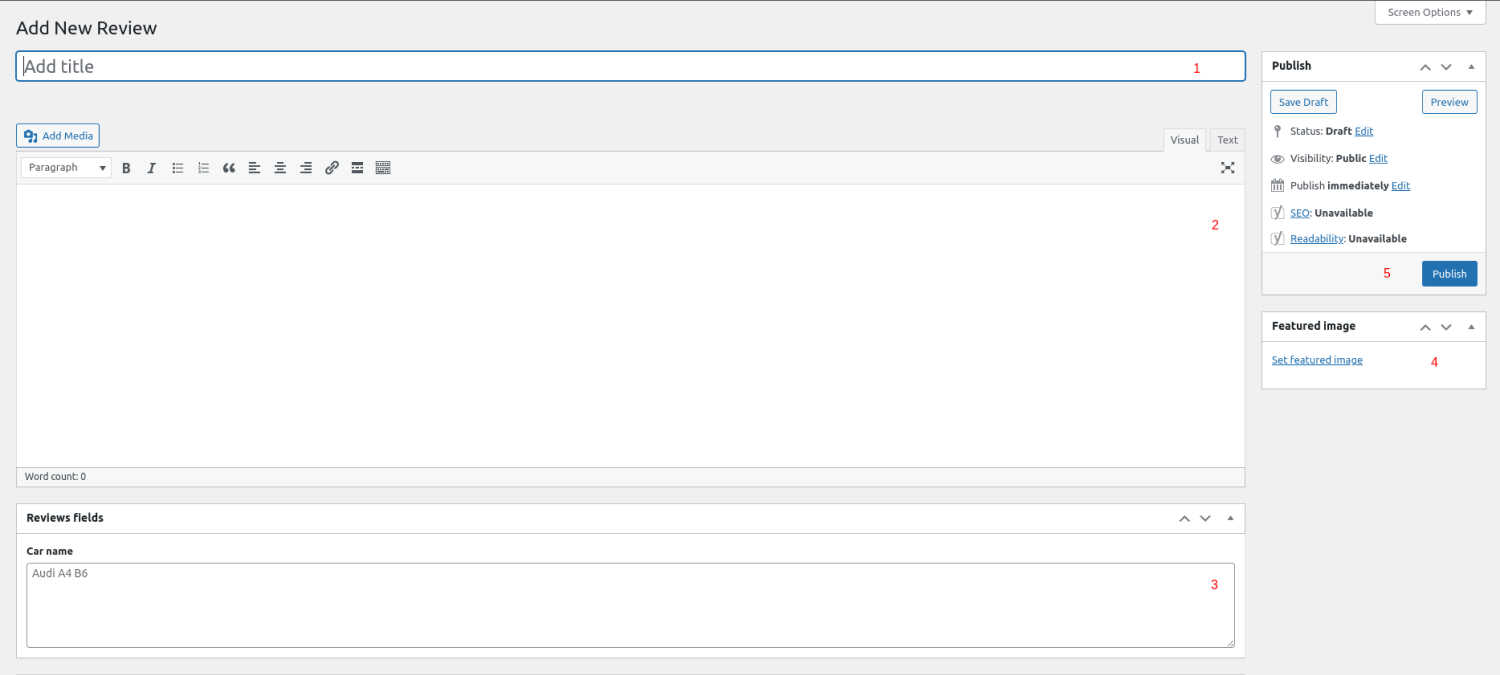 Screen Options
Add New Review
Add title 1
Add Media
Visual Text
Paragraph B I
2
Word count: 0
Reviews fields
Car name
Audi A4 B6
3
Publish
Save Draft Preview
Status: Draft Edit
Visibility: Public Edit
Publish immediately Edit
SEO: Unavailable
Readability: Unavailable
5 Publish
Featured image
Set featured image 4